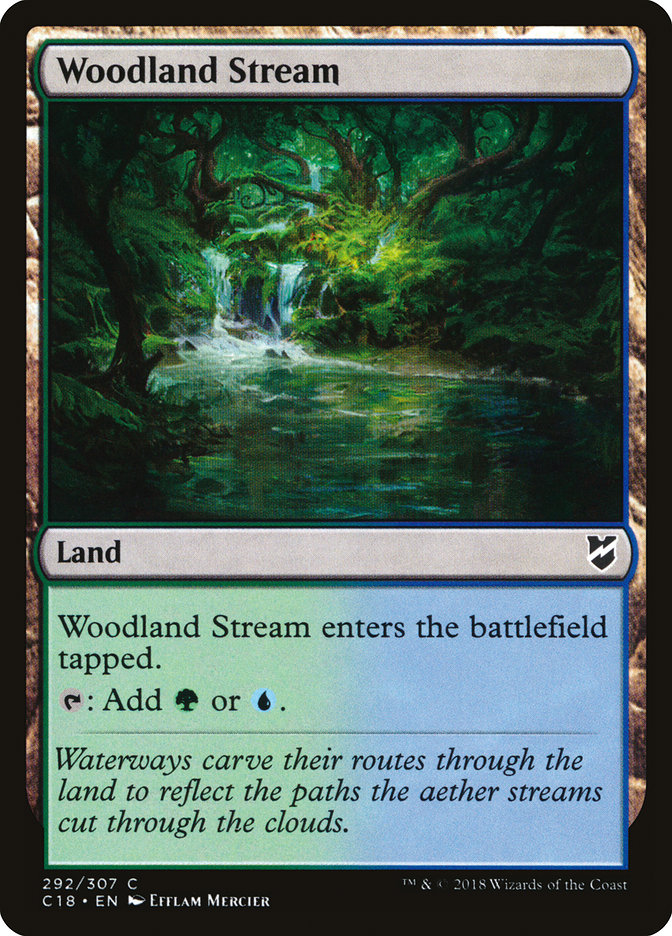 Woodland Stream
Land
Woodland Stream enters the battlefield
tapped.
: Add or .
Waterways carve their routes through the
land to reflect the paths the aether streams
cut through the clouds.
292/307 C
™ & © 2018 Wizards of the Coast
C18 • EN Efflam Mercier